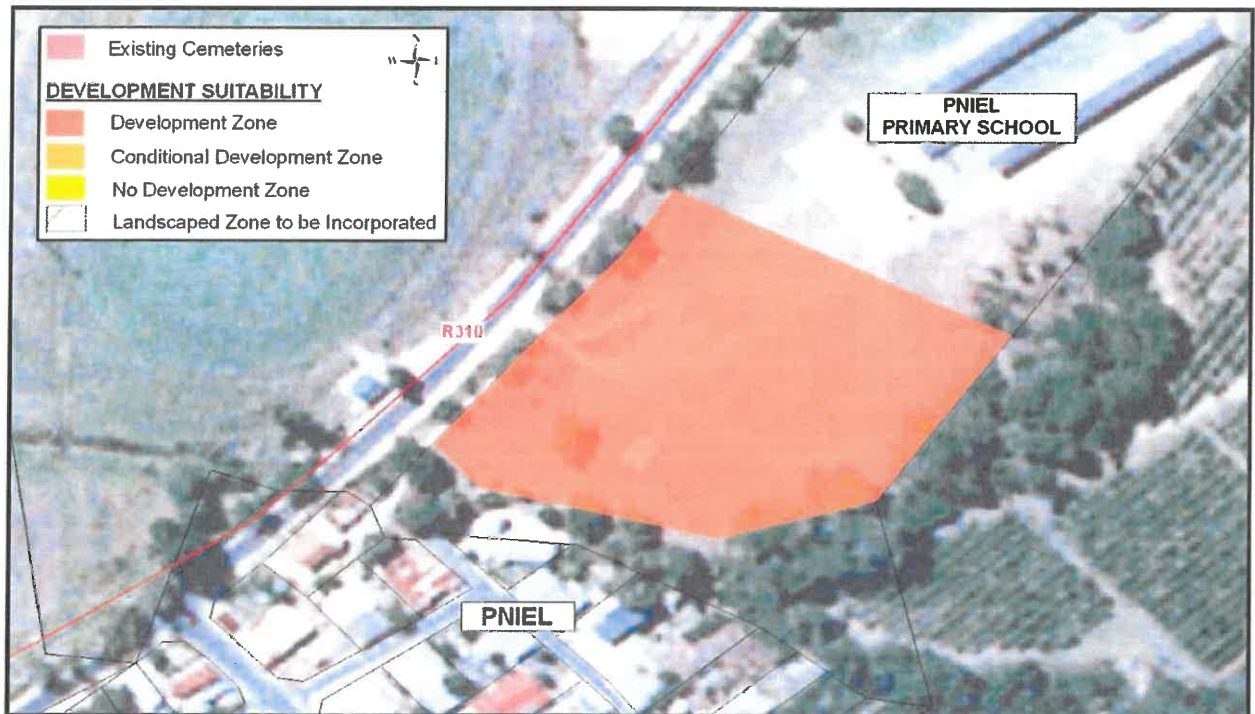 Existing Cemeteries
W
DEVELOPMENT SUITABILITY
Development Zone
Conditional Development Zone
No Development Zone
Landscaped Zone to be Incorporated
PNIEL
PRIMARY SCHOOL
R310
PNIEL